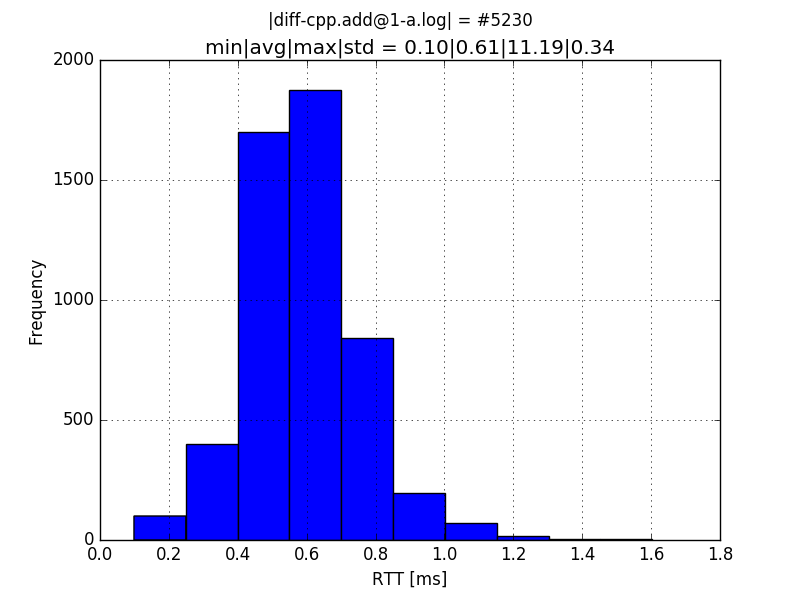 |diff-cpp.add@1-a.log| = #5230
min|avg|max|std = 0.10|0.61|11.19|0.34
2000
1500
1000
500
0
Frequency
0.0 0.2 0.4 0.6 0.8 1.0 1.2 1.4 1.6 1.8
RTT [ms]